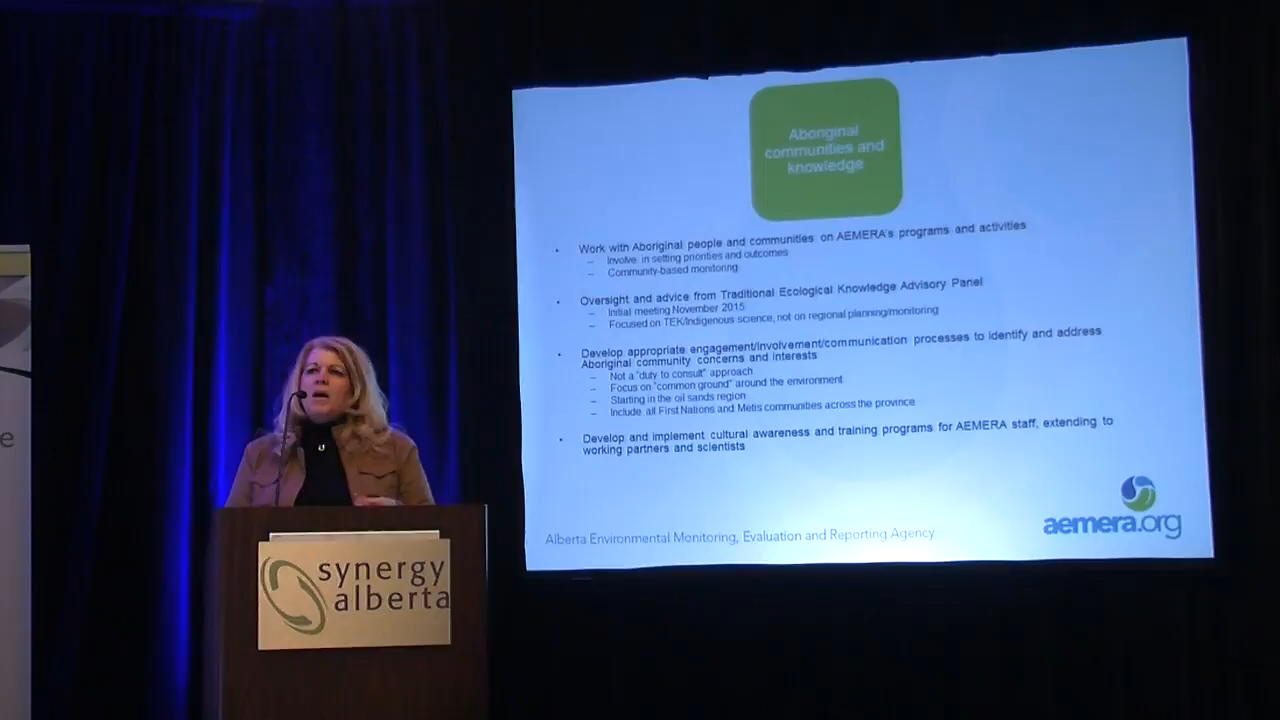 Aboriginal
communities and
knowledge
• Work with Aboriginal people and communities on AEMERA's programs and activities
– Involve in setting priorities and outcomes
– Community-based monitoring
• Oversight and advice from Traditional Ecological Knowledge Advisory Panel
– Initial meeting November 2015
– Focused on TEK/Indigenous science, not on regional planning/monitoring
• Develop appropriate engagement/involvement/communication processes to identify and address
Aboriginal community concerns and interests
– Not a "duty to consult" approach
– Focus on "common ground" around the environment
– Starting in the oil sands region
– Include all First Nations and Metis communities across the province
• Develop and implement cultural awareness and training programs for AEMERA staff, extending to
working partners and scientists
Alberta Environmental Monitoring, Evaluation and Reporting Agency
aemera.org
synergy
alberta
e